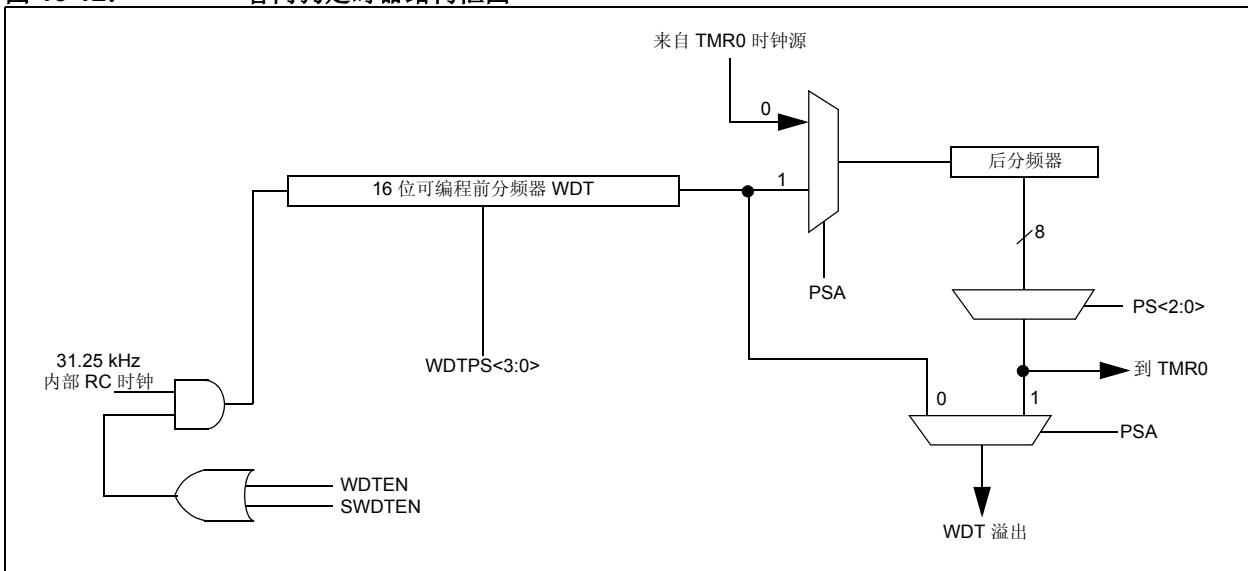 来自 TMR0 时钟源
0
后分频器
16 位可编程前分频器 WDT
1
8
PSA
PS<2:0>
31.25 kHz
内部 RC 时钟
WDTPS<3:0>
到 TMR0
0
1
PSA
WDTEN
SWDTEN
WDT 溢出